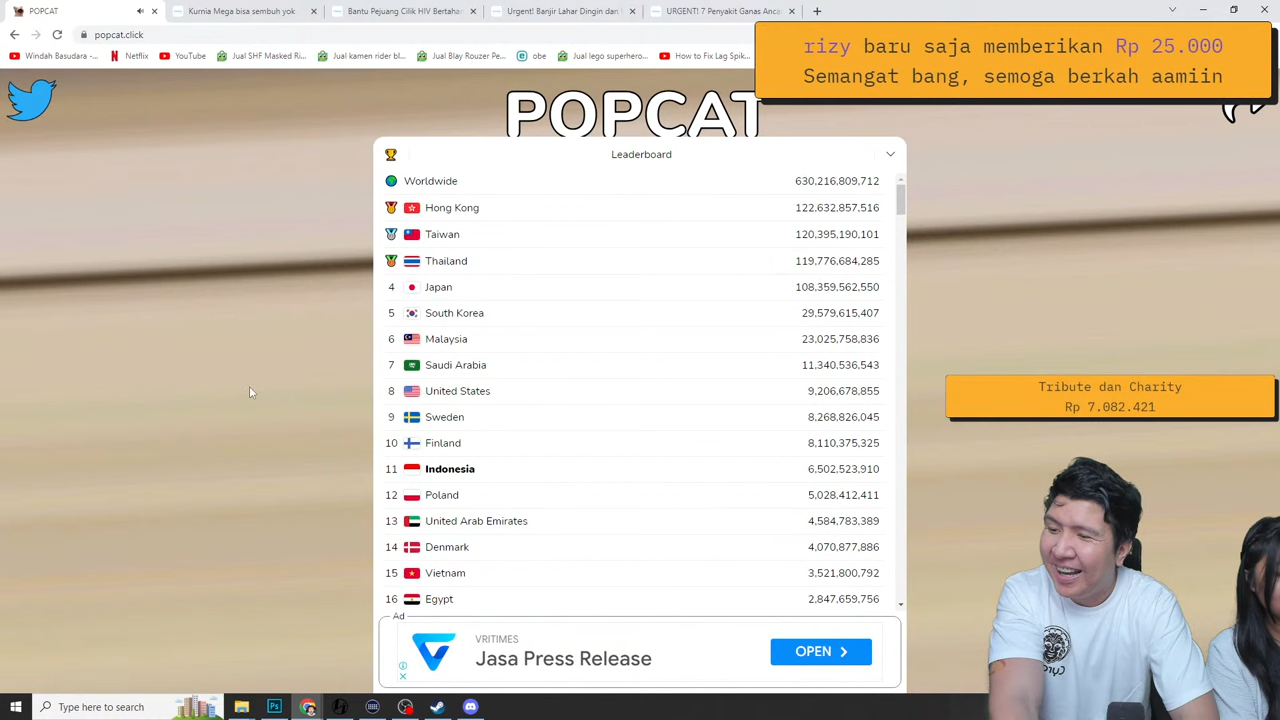 POPCAT
Kurnia Mega bisa sembuh yok
Bantu Pejuang Cilik HIV Bertahan
Urgent! Banjir Lahar Dingin dan l
URGENT! 7 Penyakit Ganas Anca
popcat.click
Windah Basudara -...
Netflix
YouTube
Jual SHF Masked Ri...
Jual kamen rider bl...
Jual Blay Rouzer Pe...
obe
Jual lego superhero...
How to Fix Lag Spik...
rizy baru saja memberikan Rp 25.000
Semangat bang, semoga berkah aamiin
POPCAT
Leaderboard
Worldwide 630,216,809,712
Hong Kong 122,632,857,516
Taiwan 120,395,190,101
Thailand 119,776,684,285
4 Japan 108,359,562,550
5 South Korea 29,579,615,407
6 Malaysia 23,025,758,836
7 Saudi Arabia 11,340,536,543
8 United States 9,206,678,855
9 Sweden 8,268,826,045
10 Finland 8,110,375,325
11 Indonesia 6,502,523,910
12 Poland 5,028,412,411
13 United Arab Emirates 4,584,783,389
14 Denmark 4,070,877,886
15 Vietnam 3,521,800,792
16 Egypt 2,847,659,756
Tribute dan Charity
Rp 7.082.421
Ad
VRITIMES
Jasa Press Release
OPEN
Type here to search